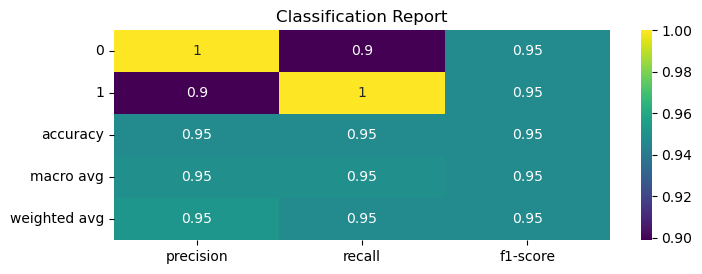 Classification Report
0 1 0.9 0.95
1 0.9 1 0.95
accuracy 0.95 0.95 0.95
macro avg 0.95 0.95 0.95
weighted avg 0.95 0.95 0.95
precision recall f1-score
1.00
0.98
0.96
0.94
0.92
0.90